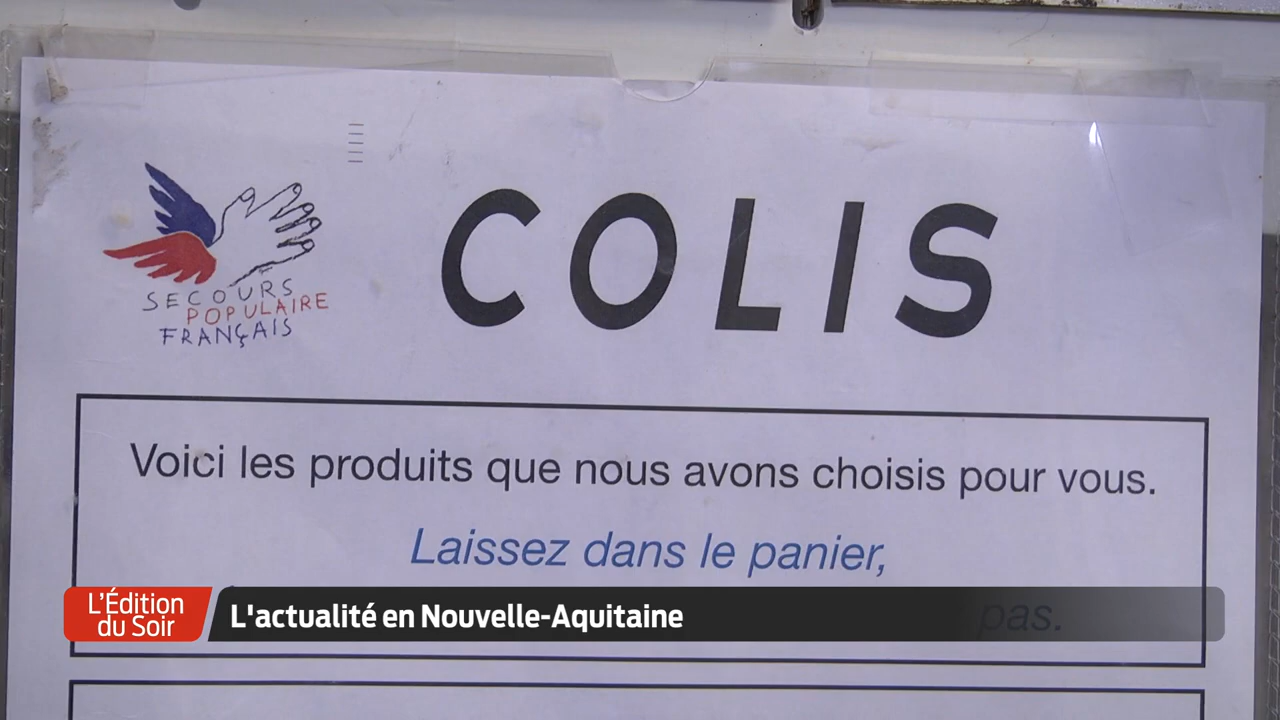 COLIS
SECOURS
POPULAIRE
FRANÇAIS
Voici les produits que nous avons choisis pour vous.
Laissez dans le panier,
pas.
L'Édition
du Soir
L'actualité en Nouvelle-Aquitaine